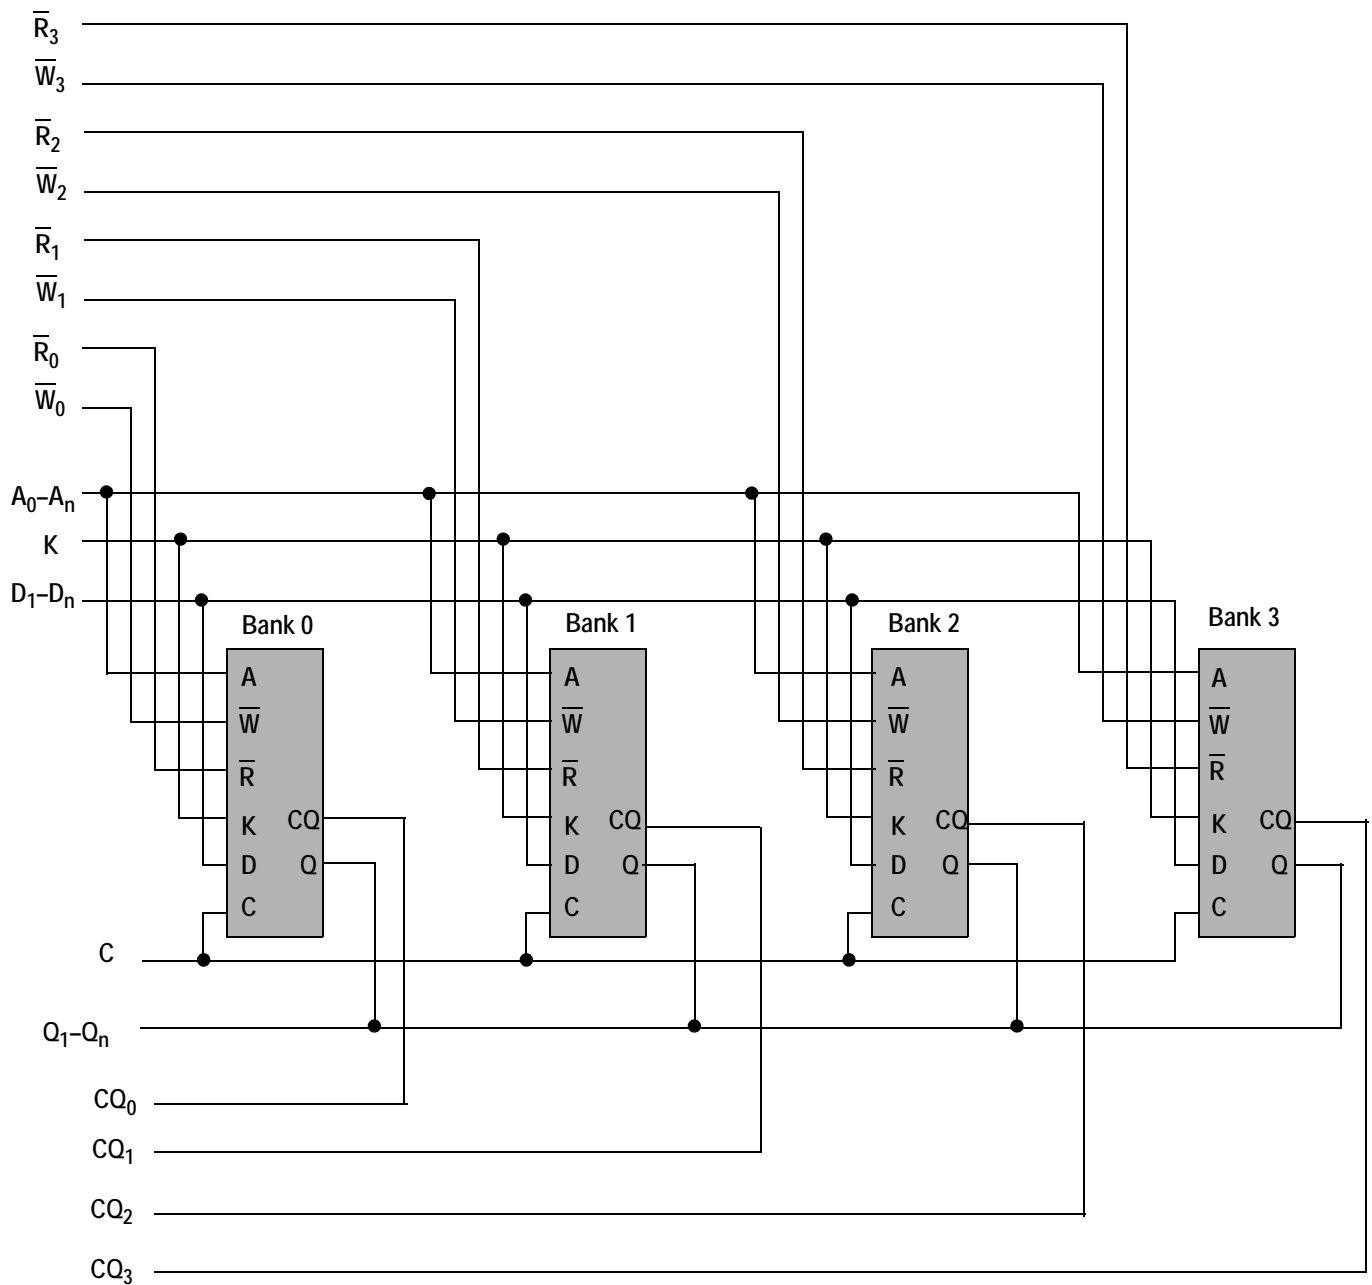 R̅₃
W̅₃
R̅₂
W̅₂
R̅₁
W̅₁
R̅₀
W̅₀
A₀–Aₙ
K
D₁–Dₙ
Bank 0
Bank 1
Bank 2
Bank 3
A
W̅
R̅
K
CQ
D
Q
C
A
W̅
R̅
K
CQ
D
Q
C
A
W̅
R̅
K
CQ
D
Q
C
A
W̅
R̅
K
CQ
D
Q
C
C
Q₁–Qₙ
CQ₀
CQ₁
CQ₂
CQ₃